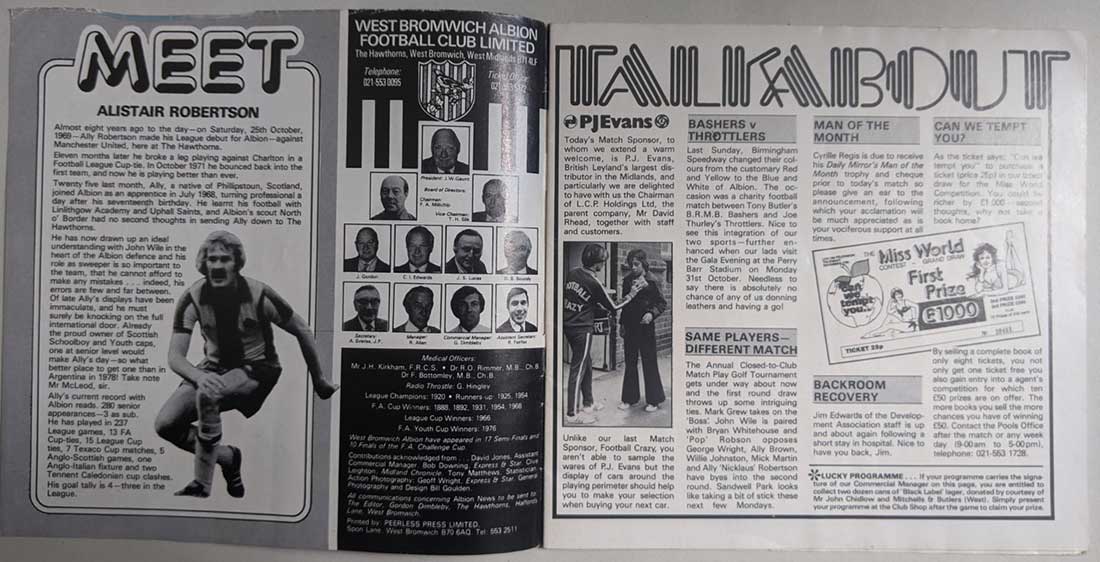 MEET
ALISTAIR ROBERTSON
Almost eight years ago to the day—on Saturday, 25th October,
1969—Ally Robertson made his League debut for Albion—against
Manchester United, here at The Hawthorns.
Eleven months later he broke a leg playing against Charlton in a
Football League Cup-tie. In October 1971 he bounced back into the
first team, and now he is playing better than ever.
Twenty five last month, Ally, a native of Philipstoun, Scotland,
joined Albion as an apprentice in July 1968, turning professional a
day after his seventeenth birthday. He learnt his football with
Linlithgow Academy and Uphall Saints, and Albion's scout North
o' Border had no second thoughts in sending Ally down to The
Hawthorns.
He has now drawn up an ideal
understanding with John Wile in the
heart of the Albion defence and his
role as sweeper is so important to
the team, that he cannot afford to
make any mistakes . . . indeed, his
errors are few and far between.
Of late Ally's displays have been
immaculate, and he must
surely be knocking on the full
international door. Already
the proud owner of Scottish
Schoolboy and Youth caps,
one at senior level would
make Ally's day—so what
better place to get one than in
Argentina in 1978! Take note
Mr McLeod, sir.
Ally's current record with
Albion reads. 280 senior
appearances—3 as sub.
He has played in 237
League games, 13 FA
Cup-ties, 15 League Cup
ties, 7 Texaco Cup matches, 5
Anglo-Scottish games, one
Anglo-Italian fixture and two
Tennent Caledonian cup clashes.
His goal tally is 4—three in the
League.
WEST BROMWICH ALBION
FOOTBALL CLUB LIMITED
The Hawthorns, West Bromwich, West Midlands B71 4LF
Telephone:
021-553 0095
Ticket Office:
021-553
President: J. W. Gaunt
Board of Directors;
Chairman
F. A. Millichip
Vice Chairman
T. H. Silk
J. Gordon
C. I. Edwards
J. S. Lucas
D. B. Boundy
Secretary:
A. Everiss, J.P.
Manager:
R. Allen
Commercial Manager:
G. Dimbleby
Assistant Secretary:
R. Fairfax
Medical Officers:
Mr J.H. Kirkham, F.R.C.S. • Dr R.O. Rimmer, M.B., Ch.B
Dr F. Bottomley, M.B., Ch.B.
Radio Throstle: G. Hingley
League Champions: 1920 • Runners-up: 1925, 1954
F.A. Cup Winners: 1888, 1892, 1931, 1954, 1968
League Cup Winners: 1966
F.A. Youth Cup Winners: 1976
West Bromwich Albion have appeared in 17 Semi-Finals and
10 Finals of the F.A. Challenge Cup.
Contributions acknowledged from . . . David Jones, Assistant
Commercial Manager. Bob Downing, Express & Star. Clive
Leighton, Midland Chronicle. Tony Matthews, Statistician
Action Photography: Geoff Wright, Express & Star. General
Photography and Design Bill Goulden.
All communications concerning Albion News to be sent to
The Editor, Gordon Dimbleby, The Hawthorns, Halfords
Lane, West Bromwich.
Printed by: PEERLESS PRESS LIMITED.
Spon Lane, West Bromwich B70 6AQ. Tel: 553 2511
TALKABOUT
PJEvans
Today's Match Sponsor, to
whom we extend a warm
welcome, is P.J. Evans,
British Leyland's largest dis-
tributor in the Midlands, and
particularly we are delighted
to have with us the Chairman
of L.C.P. Holdings Ltd, the
parent company, Mr David
Rhead, together with staff
and customers.
Unlike our last Match
Sponsor, Football Crazy, you
aren't able to sample the
wares of P.J. Evans but the
display of cars around the
playing perimeter should help
you to make your selection
when buying your next car.
BASHERS v
THROTTLERS
Last Sunday, Birmingham
Speedway changed their col-
ours from the customary Red
and Yellow to the Blue and
White of Albion. The oc-
casion was a charity football
match between Tony Butler's
B.R.M.B. Bashers and Joe
Thurley's Throttlers. Nice to
see this integration of our
two sports—further en-
hanced when our lads visit
the Gala Evening at the Perry
Barr Stadium on Monday
31st October. Needless to
say there is absolutely no
chance of any of us donning
leathers and having a go!
SAME PLAYERS—
DIFFERENT MATCH
The Annual Closed-to-Club
Match Play Golf Tournament
gets under way about now
and the first round draw
throws up some intriguing
ties. Mark Grew takes on the
'Boss'. John Wile is paired
with Bryan Whitehouse and
'Pop' Robson opposes
George Wright, Ally Brown,
Willie Johnston, Mick Martin
and Ally 'Nicklaus' Robertson
have byes into the second
round. Sandwell Park looks
like taking a bit of stick these
next few Mondays.
MAN OF THE
MONTH
Cyrille Regis is due to receive
his Daily Mirror's Man of the
Month trophy and cheque
prior to today's match so
please give an ear to the
announcement, following
which your acclamation will
be much appreciated as is
your vociferous support at all
times.
BACKROOM
RECOVERY
Jim Edwards of the Develop-
ment Association staff is up
and about again following a
short stay in hospital. Nice to
have you back, Jim.
CAN WE TEMPT
YOU?
As the ticket says: "Can we
tempt you" to purchase a
ticket (price 25p) in our ticket
draw for the Miss World
Competition. You could be
richer by £1,000—second
thoughts, why not take a
book home?
Miss World
CONTEST GRAND DRAW
First
Prize
£1000
can
we
tempt
you..
TICKET 25p
By selling a complete book of
only eight tickets, you not
only get one ticket free you
also gain entry into a agent's
competition for which ten
£50 prizes are on offer. The
more books you sell the more
chances you have of winning
£50. Contact the Pools Office
after the match or any week
day (9-00 am to 5-00 pm),
telephone: 021-553 1728.
LUCKY PROGRAMME . . . If your programme carries the signa-
ture of our Commercial Manager on this page, you are entitled to
collect two dozen cans of 'Black Label' lager, donated by courtesy of
Mr John Chidlow and Mitchells & Butlers (West). Simply present
your programme at the Club Shop after the game to claim your prize.